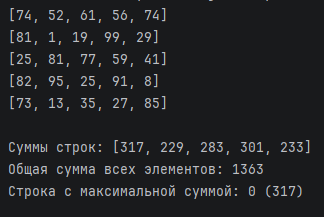 [74, 52, 61, 56, 74]
[81, 1, 19, 99, 29]
[25, 81, 77, 59, 41]
[82, 95, 25, 91, 8]
[73, 13, 35, 27, 85]
Суммы строк: [317, 229, 283, 301, 233]
Общая сумма всех элементов: 1363
Строка с максимальной суммой: 0 (317)